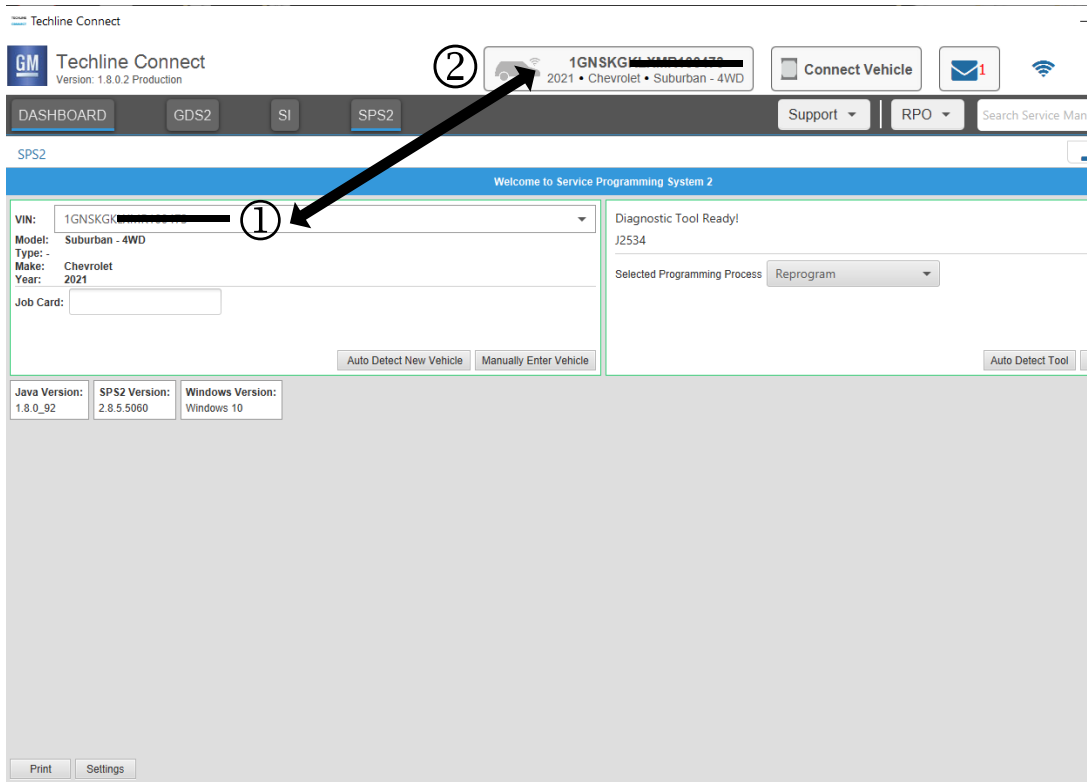 Techline Connect
GM Techline Connect
Version: 1.8.0.2 Production
② 1GNSKG
2021 • Chevrolet • Suburban - 4WD
Connect Vehicle
1
DASHBOARD GDS2 SI SPS2 Support RPO Search Service Man
SPS2
Welcome to Service Programming System 2
VIN: 1GNSKGK ①
Model: Suburban - 4WD
Type: -
Make: Chevrolet
Year: 2021
Job Card:
Auto Detect New Vehicle Manually Enter Vehicle
Diagnostic Tool Ready!
J2534
Selected Programming Process Reprogram
Auto Detect Tool
Java Version: SPS2 Version: Windows Version:
1.8.0_92 2.8.5.5060 Windows 10
Print Settings